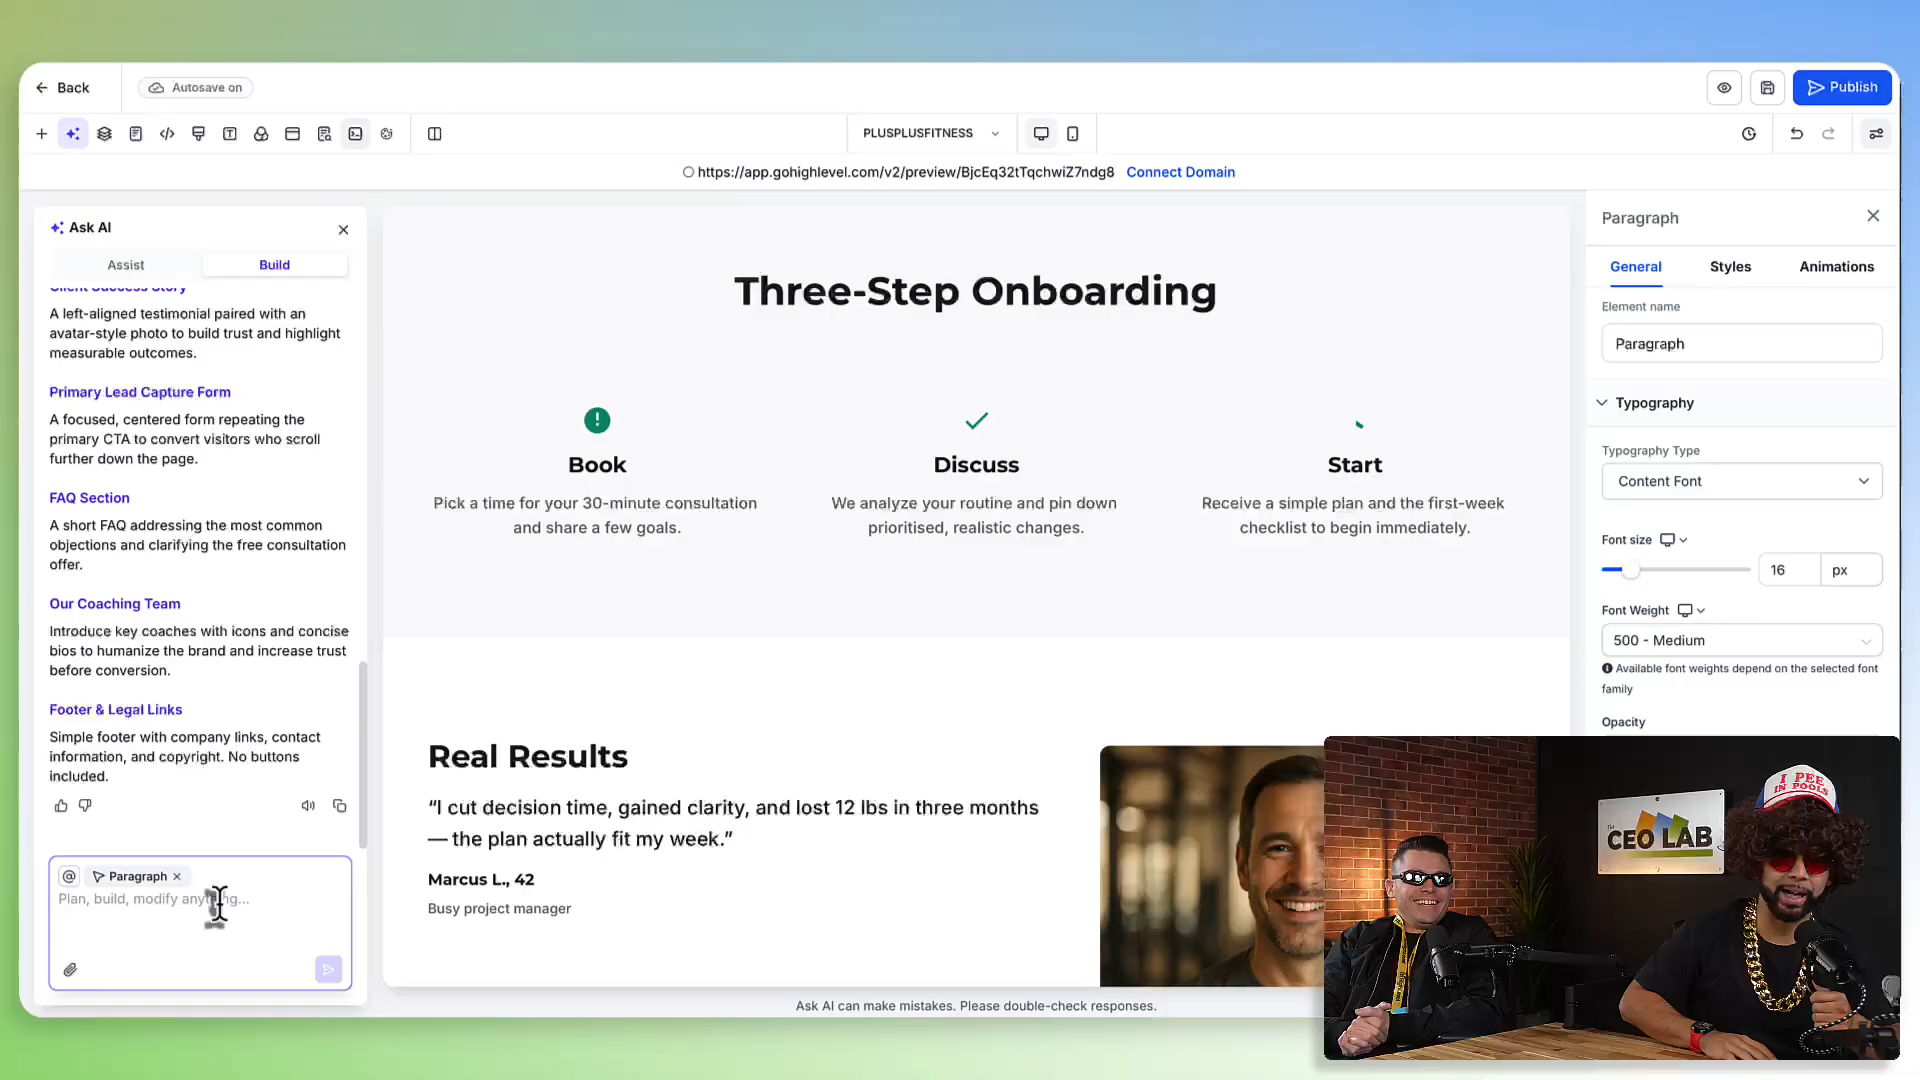 Back
Autosave on
Publish
PLUSPLUSFITNESS
https://app.gohighlevel.com/v2/preview/BjcEq32tTqchwiZ7ndg8 Connect Domain
Ask AI
Assist
Build
Client Success Story
A left-aligned testimonial paired with an
avatar-style photo to build trust and highlight
measurable outcomes.
Primary Lead Capture Form
A focused, centered form repeating the
primary CTA to convert visitors who scroll
further down the page.
FAQ Section
A short FAQ addressing the most common
objections and clarifying the free consultation
offer.
Our Coaching Team
Introduce key coaches with icons and concise
bios to humanize the brand and increase trust
before conversion.
Footer & Legal Links
Simple footer with company links, contact
information, and copyright. No buttons
included.
@ Paragraph
Plan, build, modify anything...
Three-Step Onboarding
Book
Pick a time for your 30-minute consultation
and share a few goals.
Discuss
We analyze your routine and pin down
prioritised, realistic changes.
Start
Receive a simple plan and the first-week
checklist to begin immediately.
Real Results
“I cut decision time, gained clarity, and lost 12 lbs in three months
— the plan actually fit my week.”
Marcus L., 42
Busy project manager
Ask AI can make mistakes. Please double-check responses.
Paragraph
General
Styles
Animations
Element name
Paragraph
Typography
Typography Type
Content Font
Font size
16
px
Font Weight
500 - Medium
Available font weights depend on the selected font
family
Opacity
I PEE
IN POOLS
The
CEO LAB